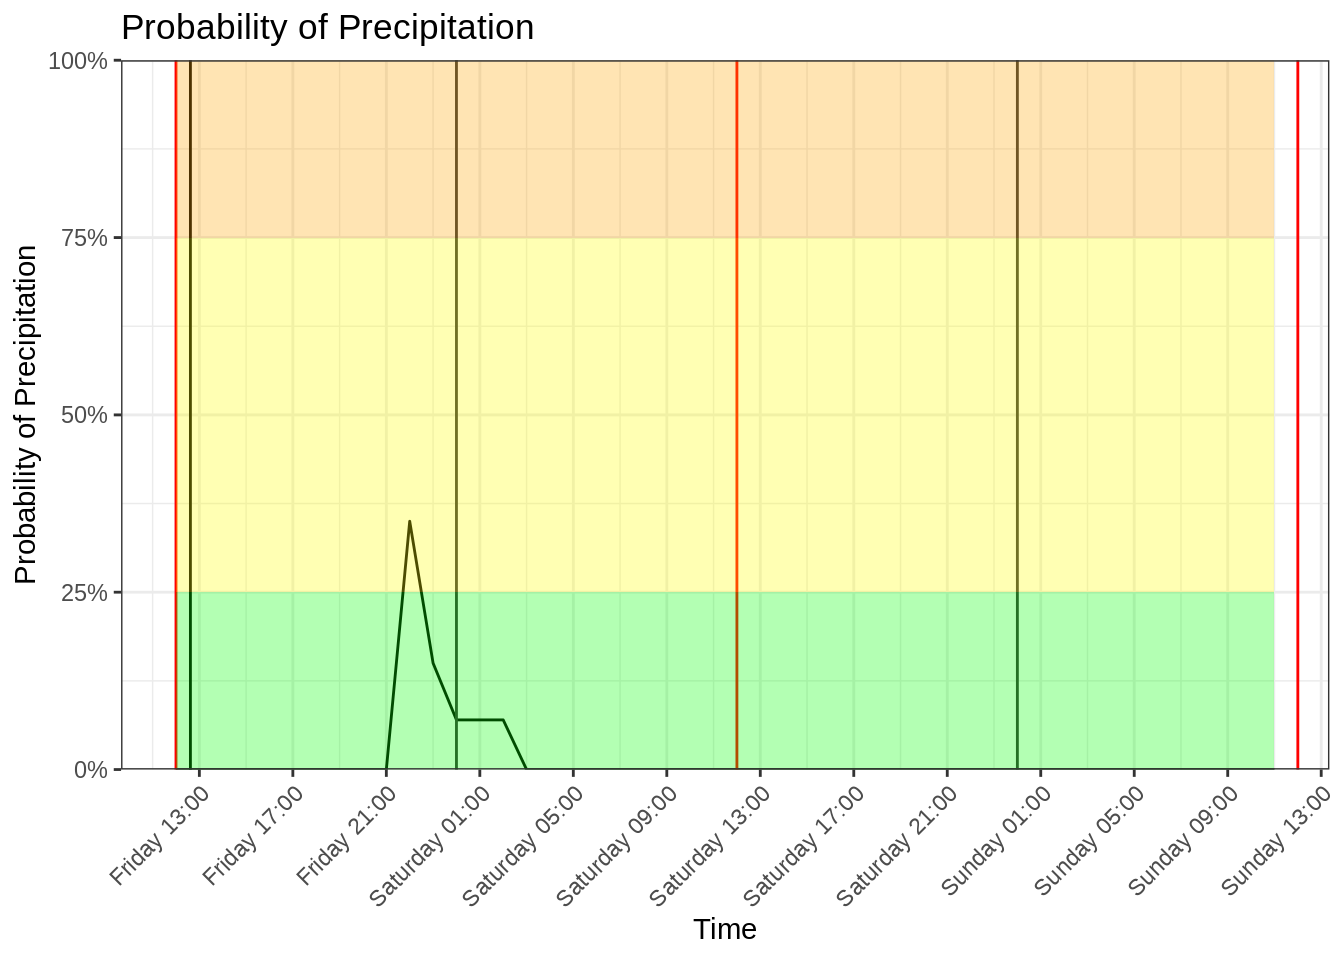 Probability of Precipitation
Probability of Precipitation
100%
75%
50%
25%
0%
Friday 13:00
Friday 17:00
Friday 21:00
Saturday 01:00
Saturday 05:00
Saturday 09:00
Saturday 13:00
Saturday 17:00
Saturday 21:00
Sunday 01:00
Sunday 05:00
Sunday 09:00
Sunday 13:00
Time